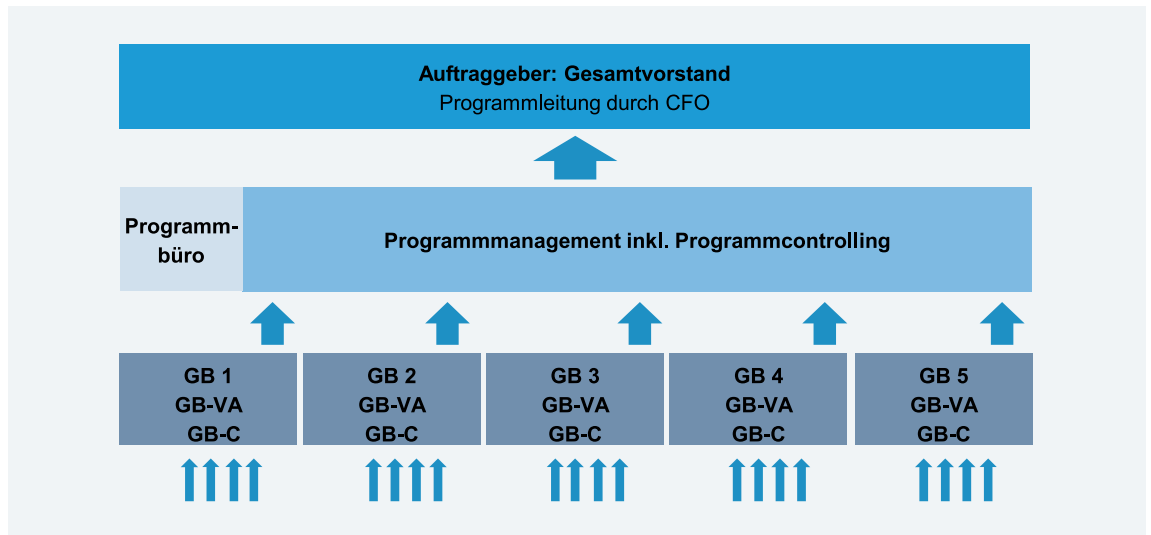 Auftraggeber: Gesamtvorstand
Programmleitung durch CFO
Programm-
büro
Programmmanagement inkl. Programmcontrolling
GB 1
GB-VA
GB-C
GB 2
GB-VA
GB-C
GB 3
GB-VA
GB-C
GB 4
GB-VA
GB-C
GB 5
GB-VA
GB-C